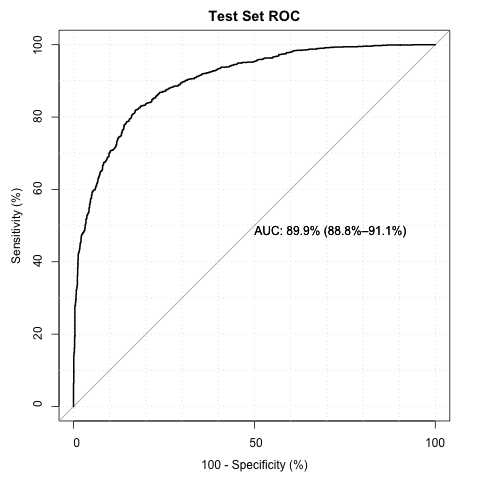 Test Set ROC
100
80
60
40
20
0
Sensitivity (%)
AUC: 89.9% (88.8%–91.1%)
0 50 100
100 - Specificity (%)